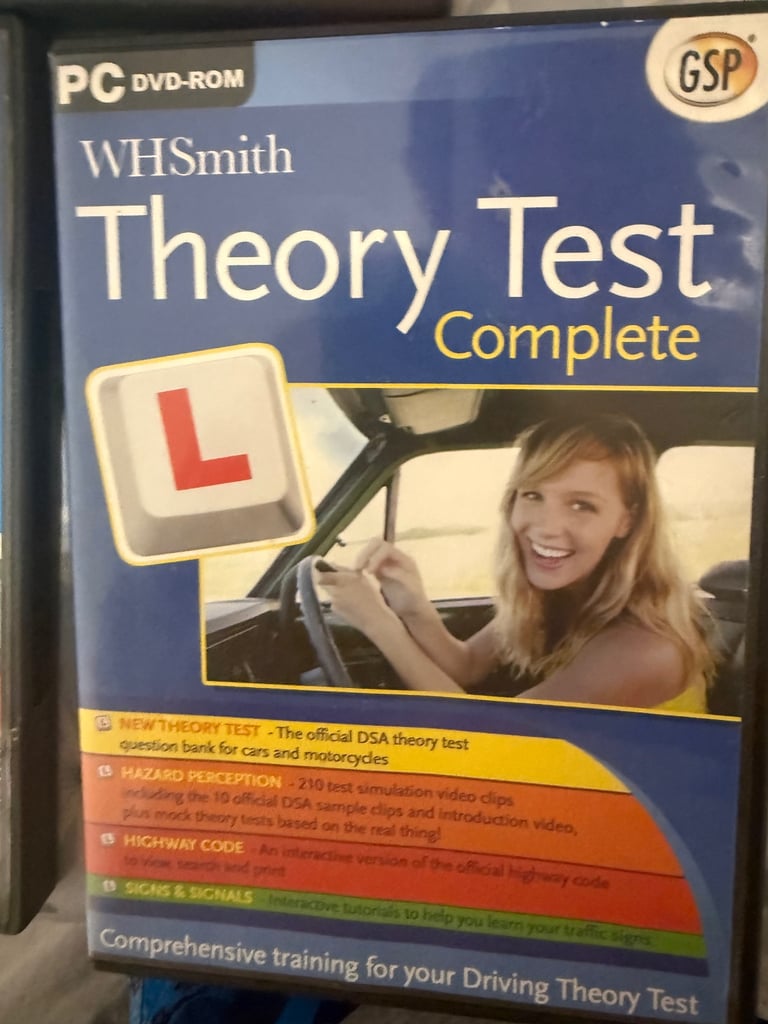 PC DVD-ROM
GSP
WHSmith
Theory Test
Complete
L
NEW THEORY TEST - The official DSA theory test
question bank for cars and motorcycles
HAZARD PERCEPTION - 210 test simulation video clips
including the 10 official DSA sample clips and introduction video,
plus mock theory tests based on the real thing!
HIGHWAY CODE - An interactive version of the official highway code
to view search and print
SIGNS & SIGNALS - Interactive tutorials to help you learn your traffic signs
Comprehensive training for your Driving Theory Test